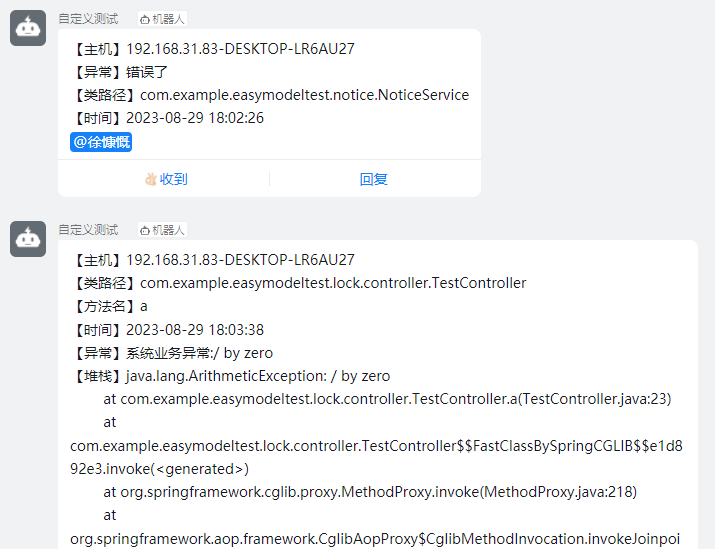 自定义测试 机器人
【主机】192.168.31.83-DESKTOP-LR6AU27
【异常】错误了
【类路径】com.example.easymodeltest.notice.NoticeService
【时间】2023-08-29 18:02:26
@徐慷慨
收到 回复
自定义测试 机器人
【主机】192.168.31.83-DESKTOP-LR6AU27
【类路径】com.example.easymodeltest.lock.controller.TestController
【方法名】a
【时间】2023-08-29 18:03:38
【异常】系统业务异常:/ by zero
【堆栈】java.lang.ArithmeticException: / by zero
at com.example.easymodeltest.lock.controller.TestController.a(TestController.java:23)
at
com.example.easymodeltest.lock.controller.TestController$$FastClassBySpringCGLIB$$e1d8
92e3.invoke(<generated>)
at org.springframework.cglib.proxy.MethodProxy.invoke(MethodProxy.java:218)
at
org.springframework.aop.framework.CglibAopProxy$CglibMethodInvocation.invokeJoinpoi